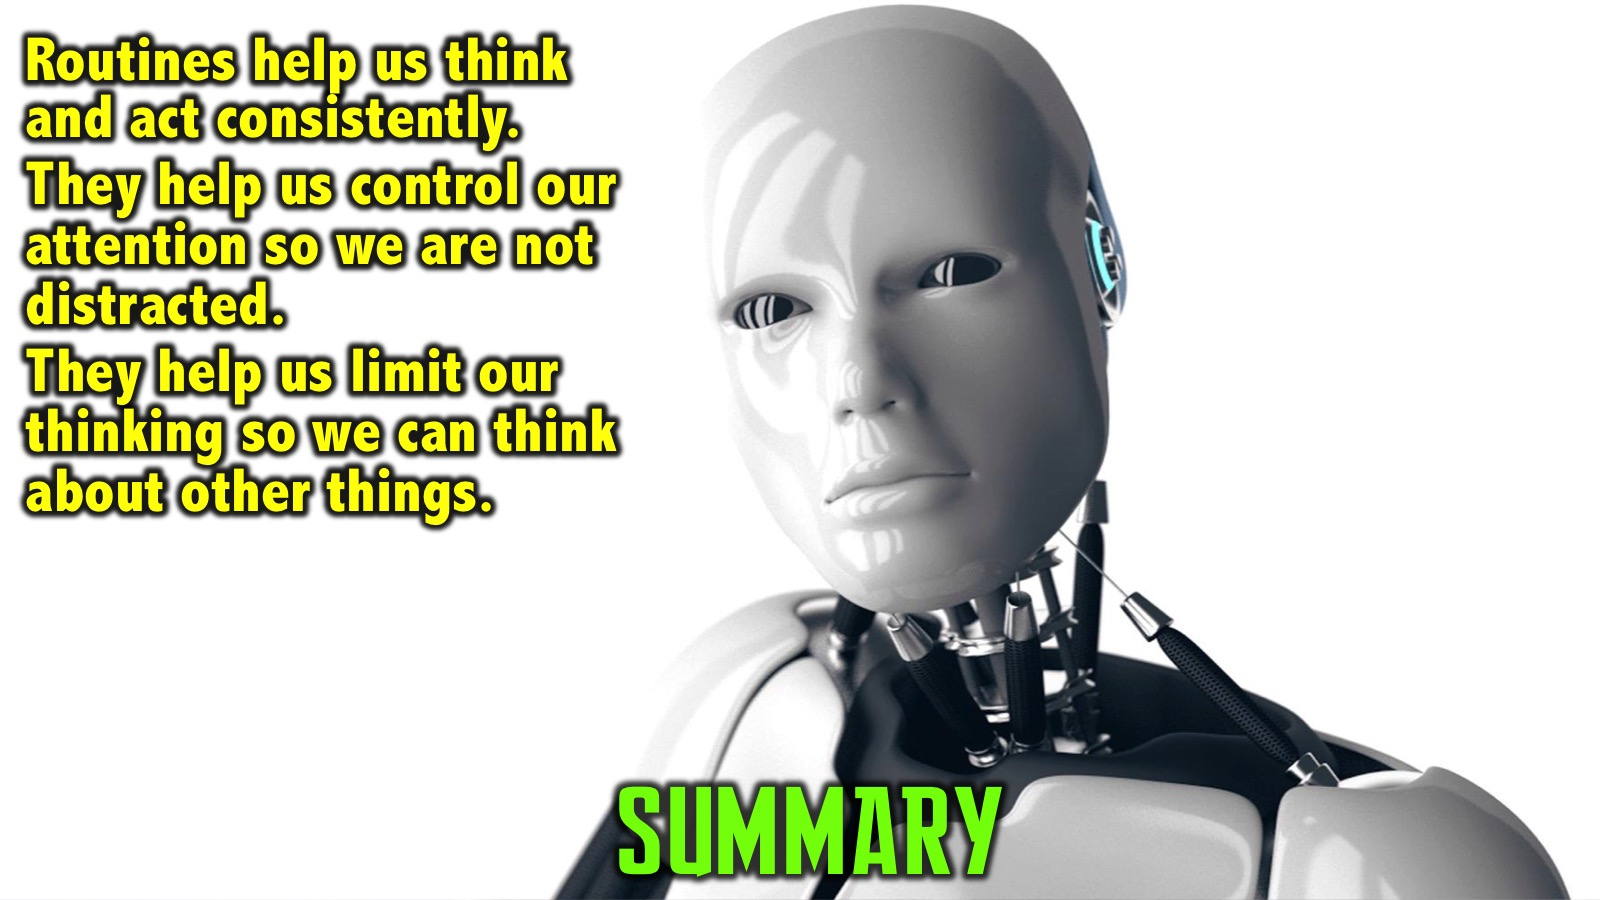 Routines help us think
and act consistently.
They help us control our
attention so we are not
distracted.
They help us limit our
thinking so we can think
about other things.
SUMMARY